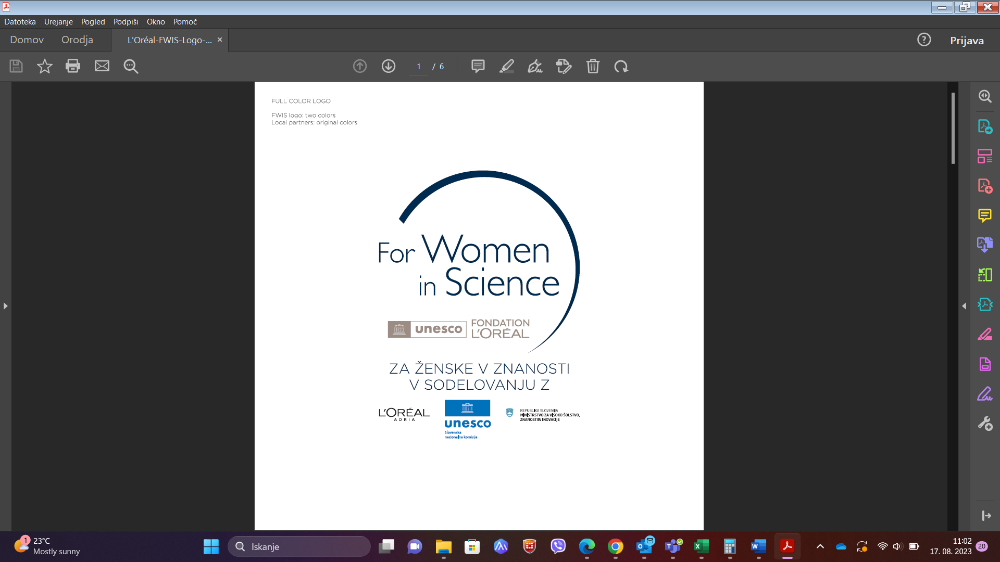 Datoteka Urejanje Pogled Podpiši Okno Pomoč
Domov Orodja L'Oréal-FWIS-Logo-... × ? Prijava
1 / 6
FULL COLOR LOGO
FWIS logo: two colors
Local partners: original colors
For Women
in Science
unesco FONDATION
L'ORÉAL
ZA ŽENSKE V ZNANOSTI
V SODELOVANJU Z
L'ORÉAL
ADRIA
unesco
Slovenska
nacionalna komisija
REPUBLIKA SLOVENIJA
MINISTRSTVO ZA VISOKO ŠOLSTVO,
ZNANOST IN INOVACIJE
1 23°C
Mostly sunny
Iskanje
11:02
17. 08. 2023 20